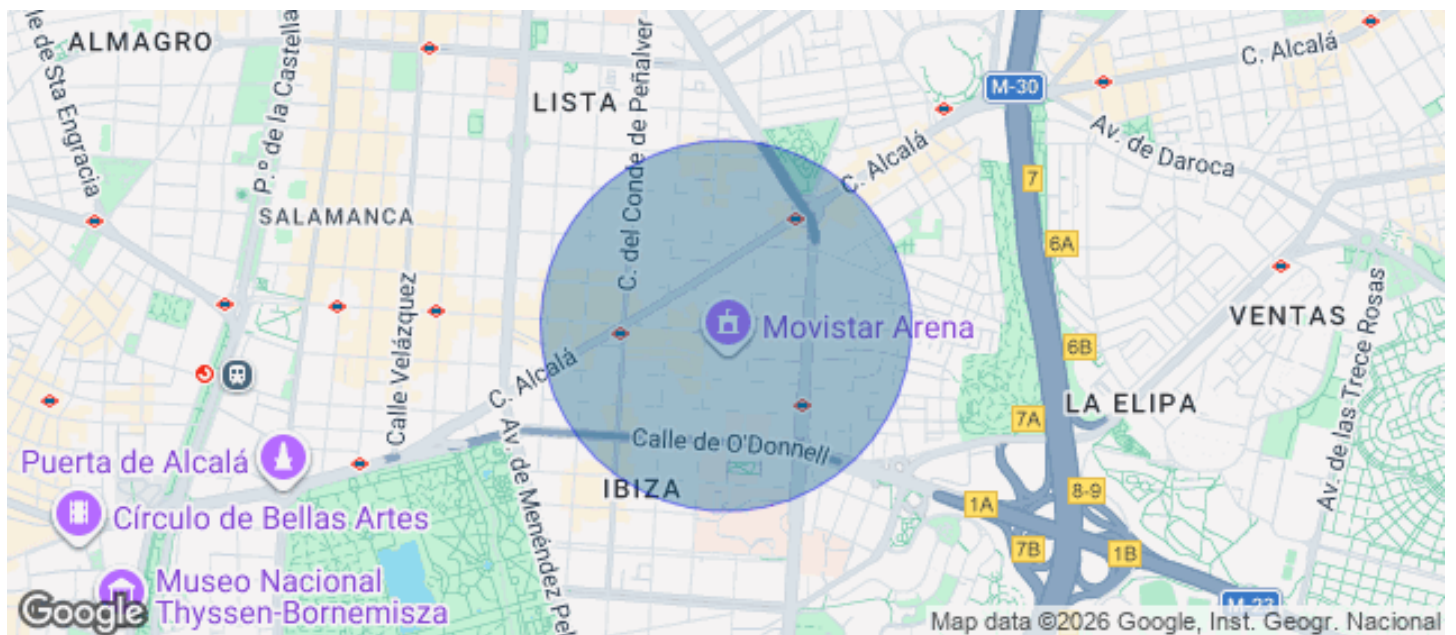 ALMAGRO
le de Sta Engracia
P.º de la Castella
LISTA
C. del Conde de Peñalver
M-30
C. Alcalá
C. Alcalá
Av. de Daroca
7
SALAMANCA
6A
Calle Velázquez
Movistar Arena
VENTAS
6B
C. Alcalá
Av. de las Trece Rosas
7A
LA ELIPA
Calle de O'Donnell
Puerta de Alcalá
Av. de Menéndez Pel
IBIZA
8-9
1A
Círculo de Bellas Artes
7B
1B
Museo Nacional
Thyssen-Bornemisza
M-23
Google
Map data ©2026 Google, Inst. Geogr. Nacional